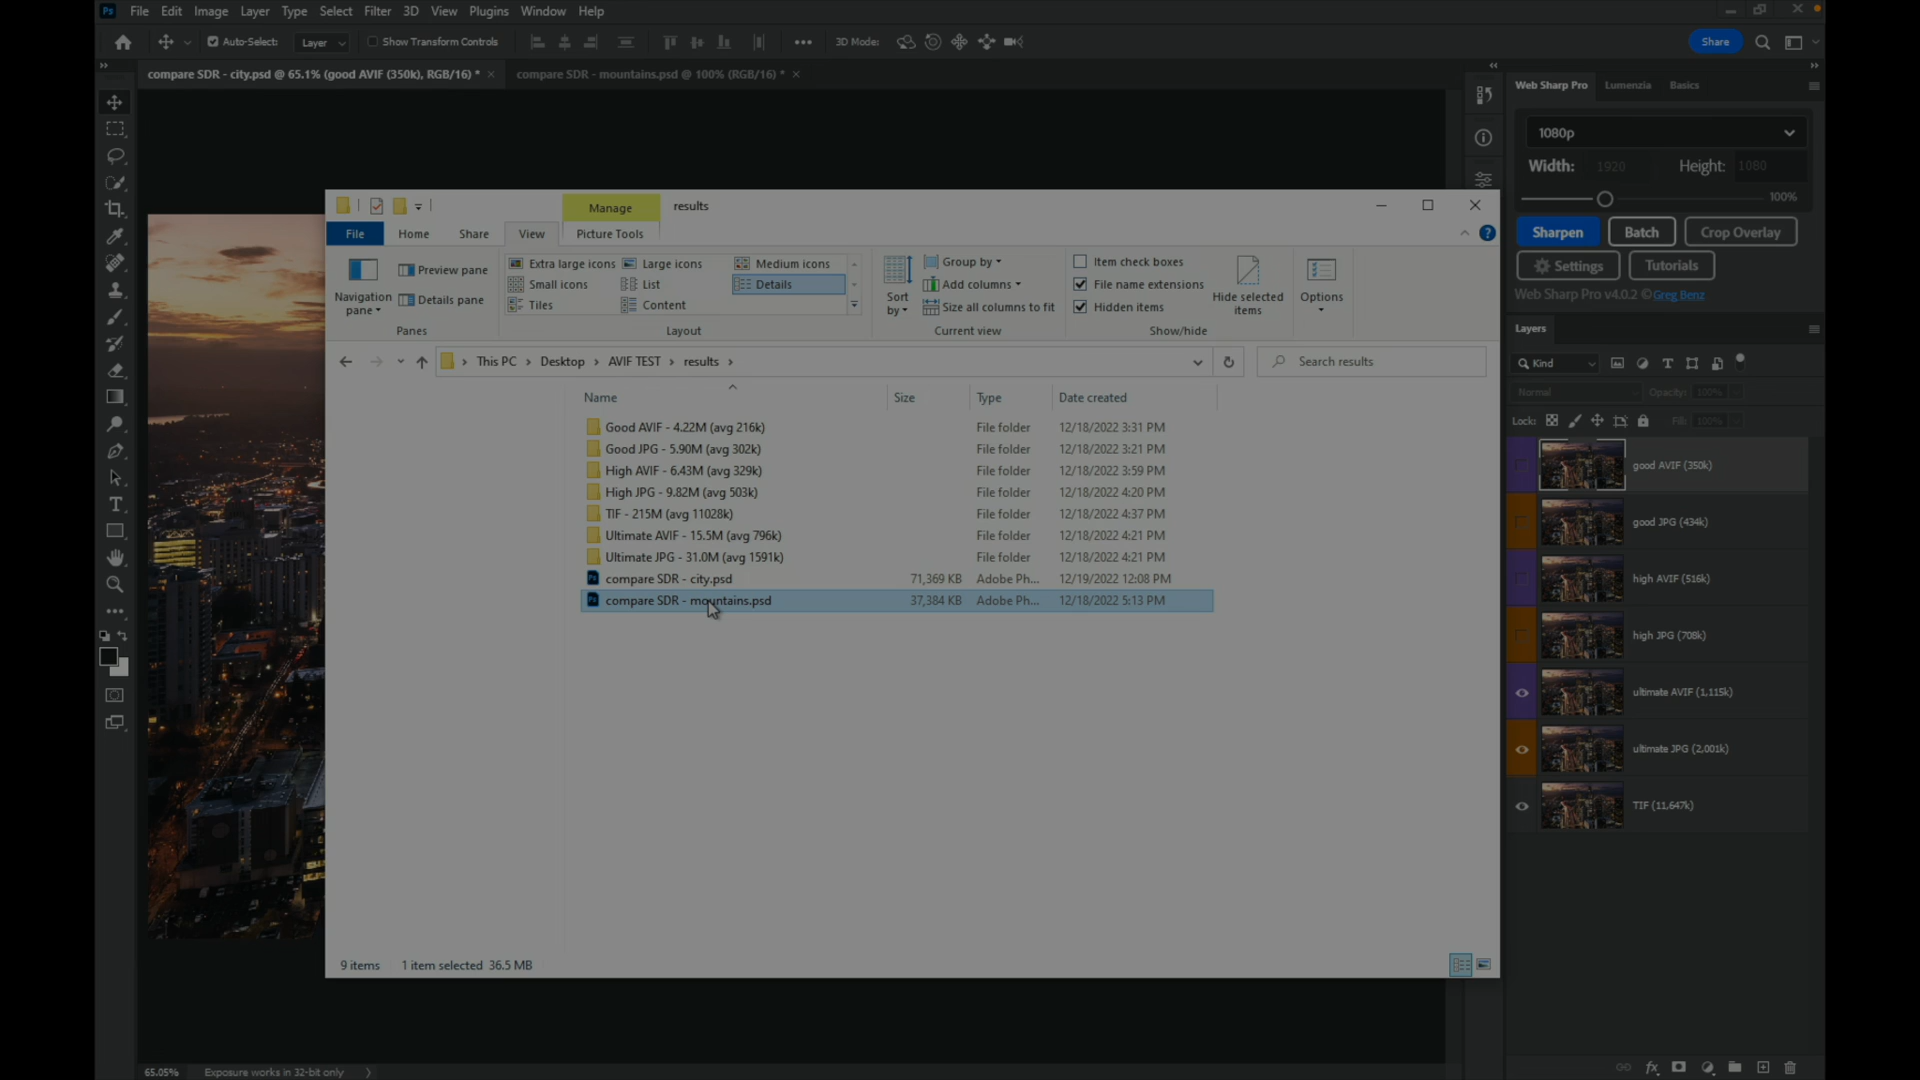 Ps File Edit Image Layer Type Select Filter 3D View Plugins Window Help
Auto-Select: Layer Show Transform Controls 3D Mode: Share
compare SDR - city.psd @ 65.1% (good AVIF (350k), RGB/16) * compare SDR - mountains.psd @ 100% (RGB/16) *
Web Sharp Pro Lumenzia Basics
1080p
Width: 1920 Height: 1080
100%
Sharpen Batch Crop Overlay
Settings Tutorials
Web Sharp Pro v4.0.2 ©Greg Benz
Manage results
File Home Share View Picture Tools
Navigation pane
Preview pane
Details pane
Panes
Extra large icons Large icons Medium icons
Small icons List Details
Tiles Content
Layout
Sort by
Group by
Add columns
Size all columns to fit
Current view
Item check boxes
File name extensions
Hidden items
Hide selected items
Show/hide
Options
This PC > Desktop > AVIF TEST > results > Search results
Name Size Type Date created
Good AVIF - 4.22M (avg 216k) File folder 12/18/2022 3:31 PM
Good JPG - 5.90M (avg 302k) File folder 12/18/2022 3:21 PM
High AVIF - 6.43M (avg 329k) File folder 12/18/2022 3:59 PM
High JPG - 9.82M (avg 503k) File folder 12/18/2022 4:20 PM
TIF - 215M (avg 11028k) File folder 12/18/2022 4:37 PM
Ultimate AVIF - 15.5M (avg 796k) File folder 12/18/2022 4:21 PM
Ultimate JPG - 31.0M (avg 1591k) File folder 12/18/2022 4:21 PM
compare SDR - city.psd 71,369 KB Adobe Ph... 12/19/2022 12:08 PM
compare SDR - mountains.psd 37,384 KB Adobe Ph... 12/18/2022 5:13 PM
9 items 1 item selected 36.5 MB
Layers
Kind
Normal Opacity: 100%
Lock: Fill: 100%
good AVIF (350k)
good JPG (434k)
high AVIF (516k)
high JPG (708k)
ultimate AVIF (1,115k)
ultimate JPG (2,001k)
TIF (11,647k)
65.05% Exposure works in 32-bit only